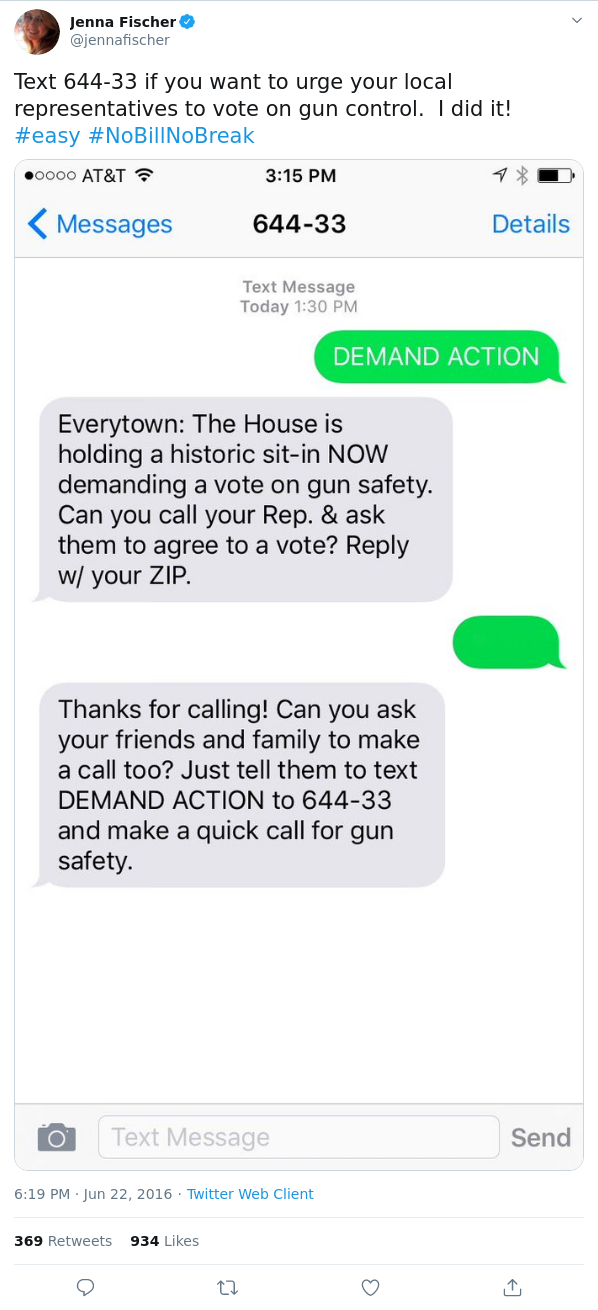 Jenna Fischer
@jennafischer
Text 644-33 if you want to urge your local
representatives to vote on gun control.  I did it!
#easy #NoBillNoBreak
AT&T 3:15 PM
Messages 644-33 Details
Text Message
Today 1:30 PM
DEMAND ACTION
Everytown: The House is
holding a historic sit-in NOW
demanding a vote on gun safety.
Can you call your Rep. & ask
them to agree to a vote? Reply
w/ your ZIP.
Thanks for calling! Can you ask
your friends and family to make
a call too? Just tell them to text
DEMAND ACTION to 644-33
and make a quick call for gun
safety.
Text Message Send
6:19 PM · Jun 22, 2016 · Twitter Web Client
369 Retweets 934 Likes